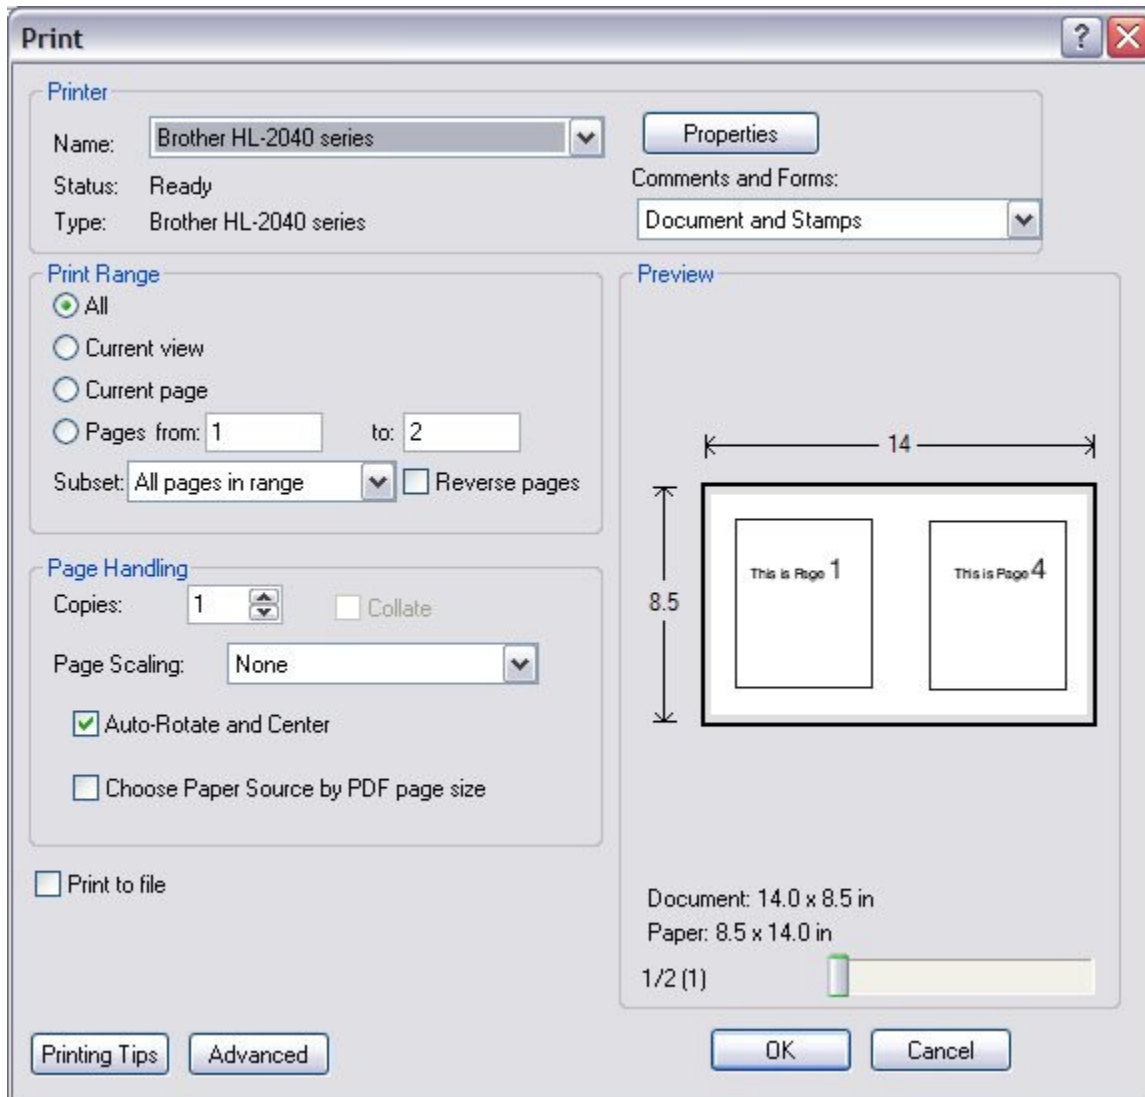 Print
Printer
Name: Brother HL-2040 series Properties
Status: Ready Comments and Forms:
Type: Brother HL-2040 series Document and Stamps
Print Range
All
Current view
Current page
Pages from: 1 to: 2
Subset: All pages in range Reverse pages
Page Handling
Copies: 1 Collate
Page Scaling: None
Auto-Rotate and Center
Choose Paper Source by PDF page size
Print to file
Preview
14
8.5
This is Page 1 This is Page 4
Document: 14.0 x 8.5 in
Paper: 8.5 x 14.0 in
1/2 (1)
Printing Tips Advanced OK Cancel